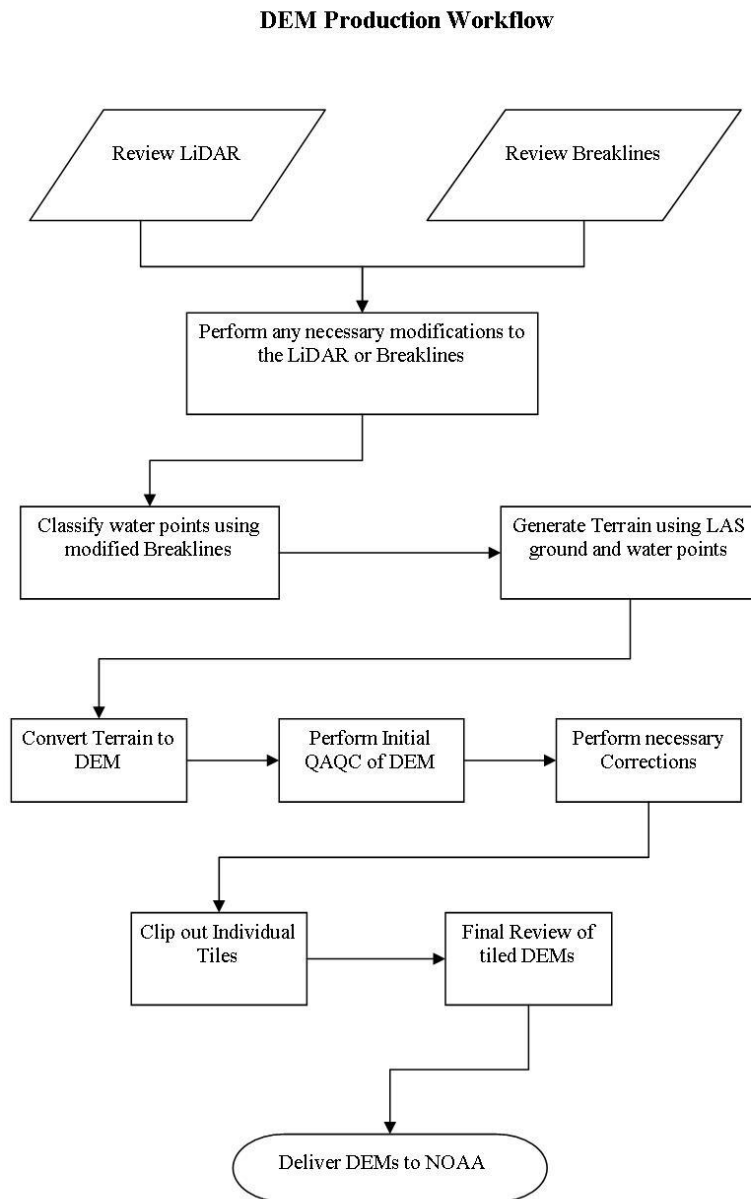 DEM Production Workflow
Review LiDAR
Review Breaklines
Perform any necessary modifications to
the LiDAR or Breaklines
Classify water points using
modified Breaklines
Generate Terrain using LAS
ground and water points
Convert Terrain to
DEM
Perform Initial
QAQC of DEM
Perform necessary
Corrections
Clip out Individual
Tiles
Final Review of
tiled DEMs
Deliver DEMs to NOAA